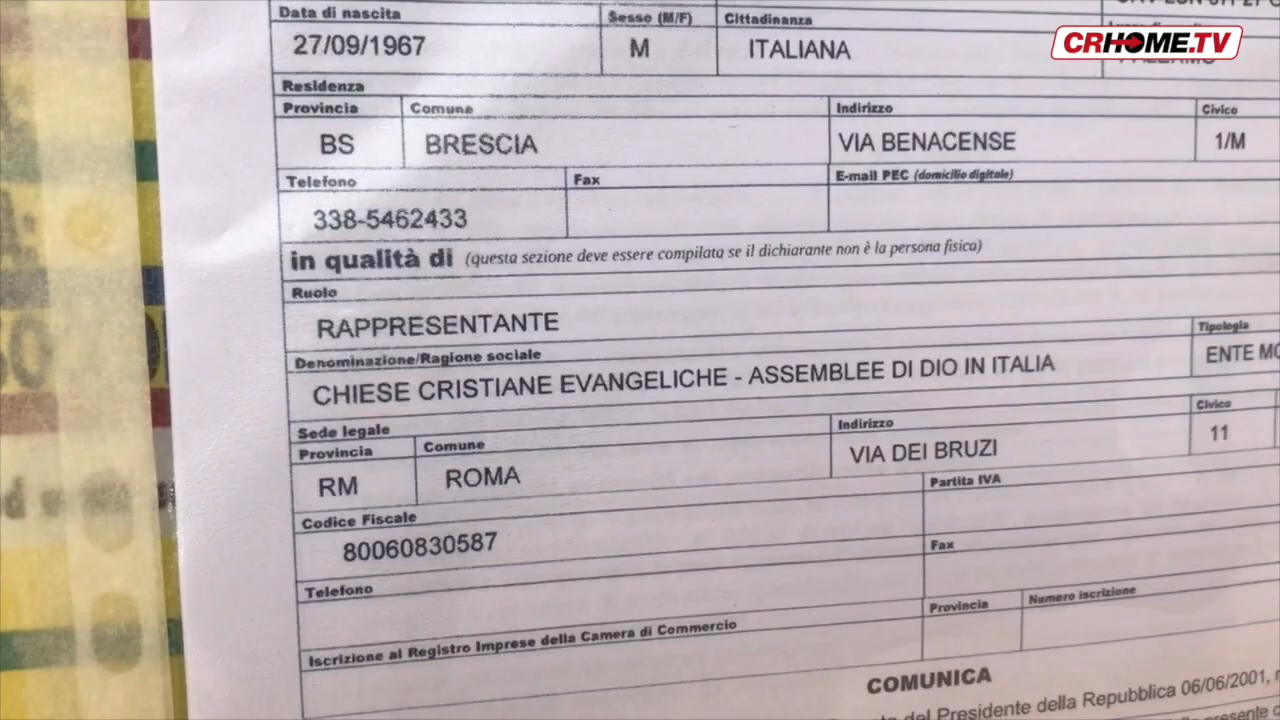 CRHOME.TV
Data di nascita Sesso (M/F) Cittadinanza
27/09/1967 M ITALIANA
Residenza
Provincia Comune Indirizzo Civico
BS BRESCIA VIA BENACENSE 1/M
Telefono Fax E-mail PEC (domicilio digitale)
338-5462433
in qualità di (questa sezione deve essere compilata se il dichiarante non è la persona fisica)
Ruolo
RAPPRESENTANTE
Denominazione/Ragione sociale Tipologia
CHIESE CRISTIANE EVANGELICHE - ASSEMBLEE DI DIO IN ITALIA ENTE
Sede legale
Provincia Comune Indirizzo Civico
RM ROMA VIA DEI BRUZI 11
Codice Fiscale Partita IVA
80060830587
Telefono Fax
Iscrizione al Registro Imprese della Camera di Commercio Provincia Numero iscrizione
COMUNICA
del Presidente della Repubblica 06/06/2001,